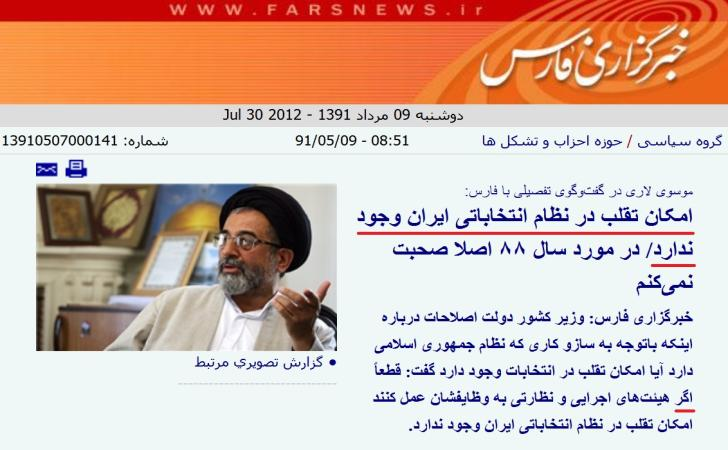 WWW.FARSNEWS.ir
خبرگزاری فارس
دوشنبه 09 مرداد 1391 - Jul 30 2012
گروه سیاسی / حوزه احزاب و تشکل ها
91/05/09 - 08:51
شماره: 13910507000141
موسوی لاری در گفت‌وگوی تفصیلی با فارس:
امکان تقلب در نظام انتخاباتی ایران وجود
ندارد/ در مورد سال ۸۸ اصلا صحبت
نمی‌کنم
خبرگزاری فارس: وزیر کشور دولت اصلاحات درباره
اینکه باتوجه به سازو کاری که نظام جمهوری اسلامی
دارد آیا امکان تقلب در انتخابات وجود دارد گفت: قطعاً
اگر هیئت‌های اجرایی و نظارتی به وظایفشان عمل کنند
امکان تقلب در نظام انتخاباتی ایران وجود ندارد.
گزارش تصويري مرتبط